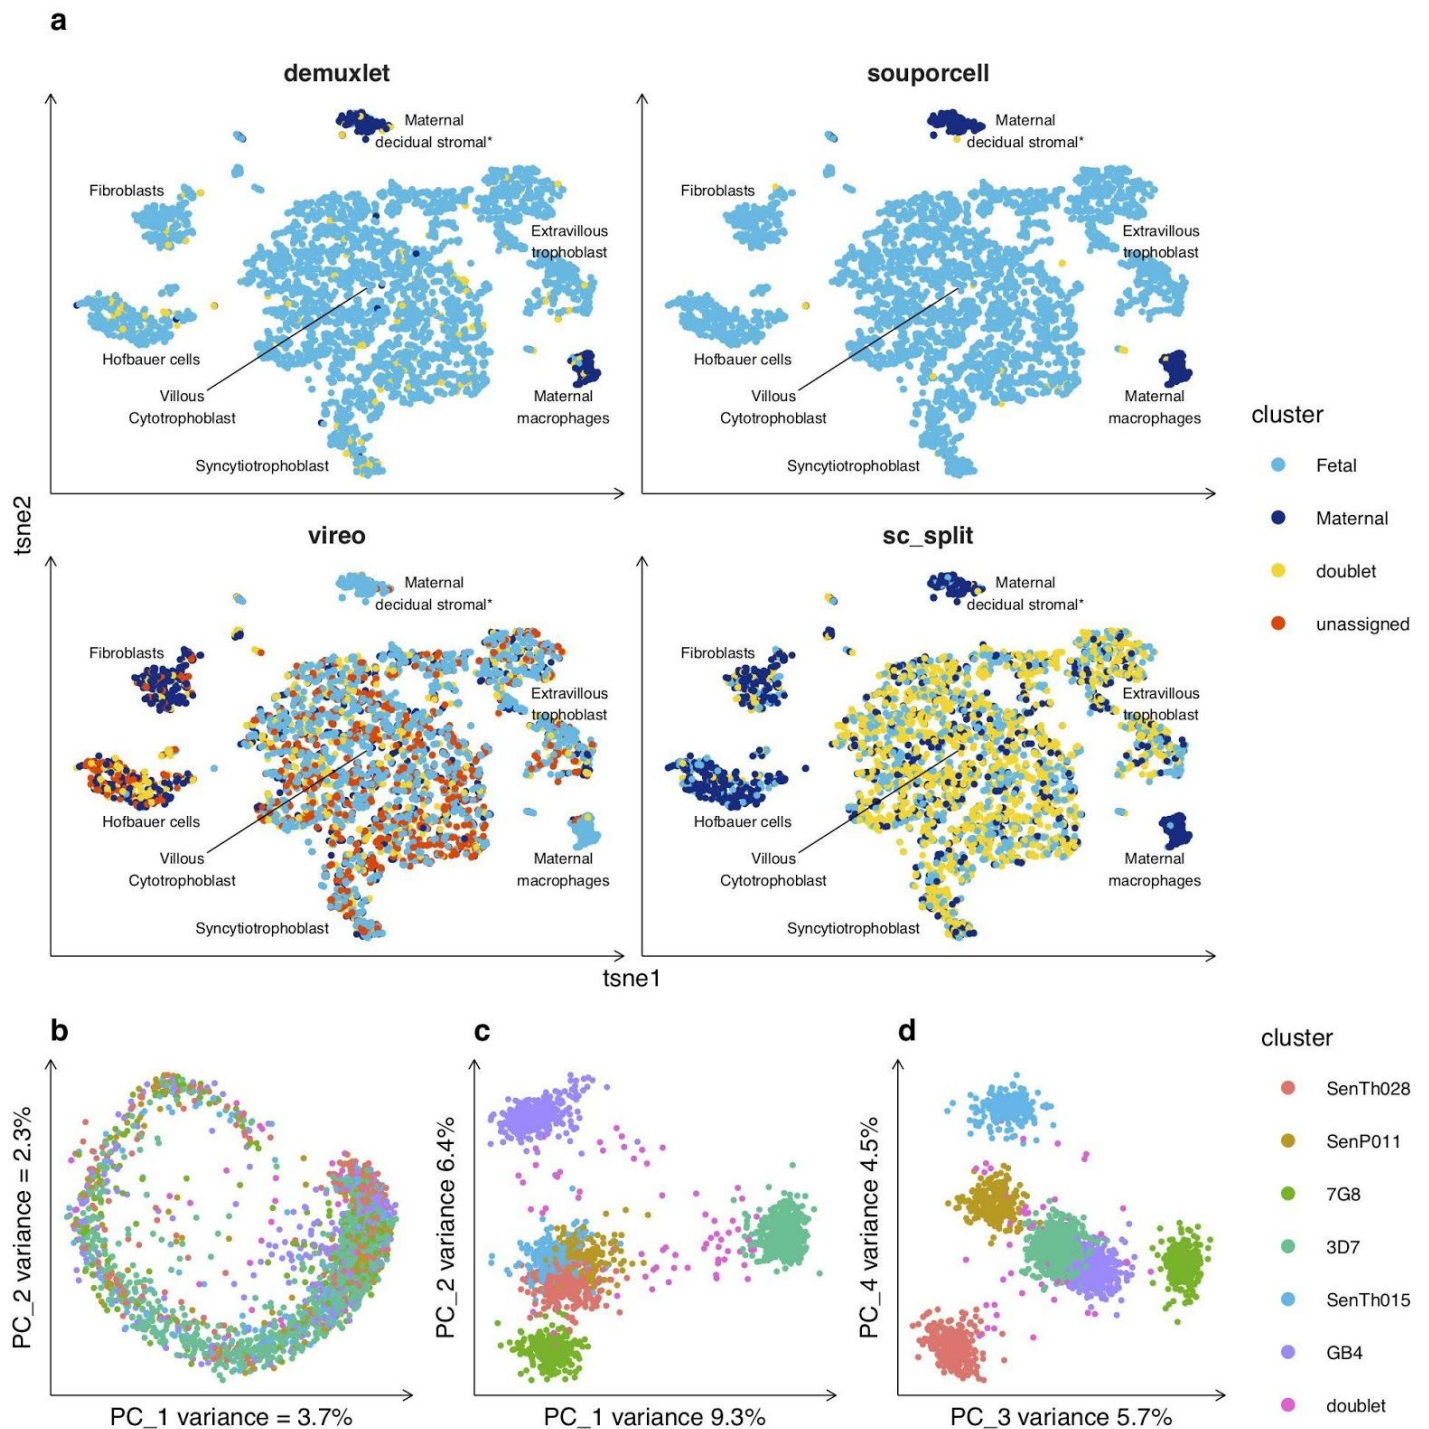 a
demuxlet
souporcell
Maternal
decidual stromal*
Fibroblasts
Extravillous
trophoblast
Hofbauer cells
Villous
Cytotrophoblast
Maternal
macrophages
Syncytiotrophoblast
Maternal
decidual stromal*
Fibroblasts
Extravillous
trophoblast
Hofbauer cells
Villous
Cytotrophoblast
Maternal
macrophages
Syncytiotrophoblast
cluster
Fetal
Maternal
doublet
unassigned
tsne2
vireo
sc_split
Maternal
decidual stromal*
Fibroblasts
Extravillous
trophoblast
Hofbauer cells
Villous
Cytotrophoblast
Maternal
macrophages
Syncytiotrophoblast
Maternal
decidual stromal*
Fibroblasts
Extravillous
trophoblast
Hofbauer cells
Villous
Cytotrophoblast
Maternal
macrophages
Syncytiotrophoblast
tsne1
b
PC_2 variance = 2.3%
PC_1 variance = 3.7%
c
PC_2 variance 6.4%
PC_1 variance 9.3%
d
PC_4 variance 4.5%
PC_3 variance 5.7%
cluster
SenTh028
SenP011
7G8
3D7
SenTh015
GB4
doublet